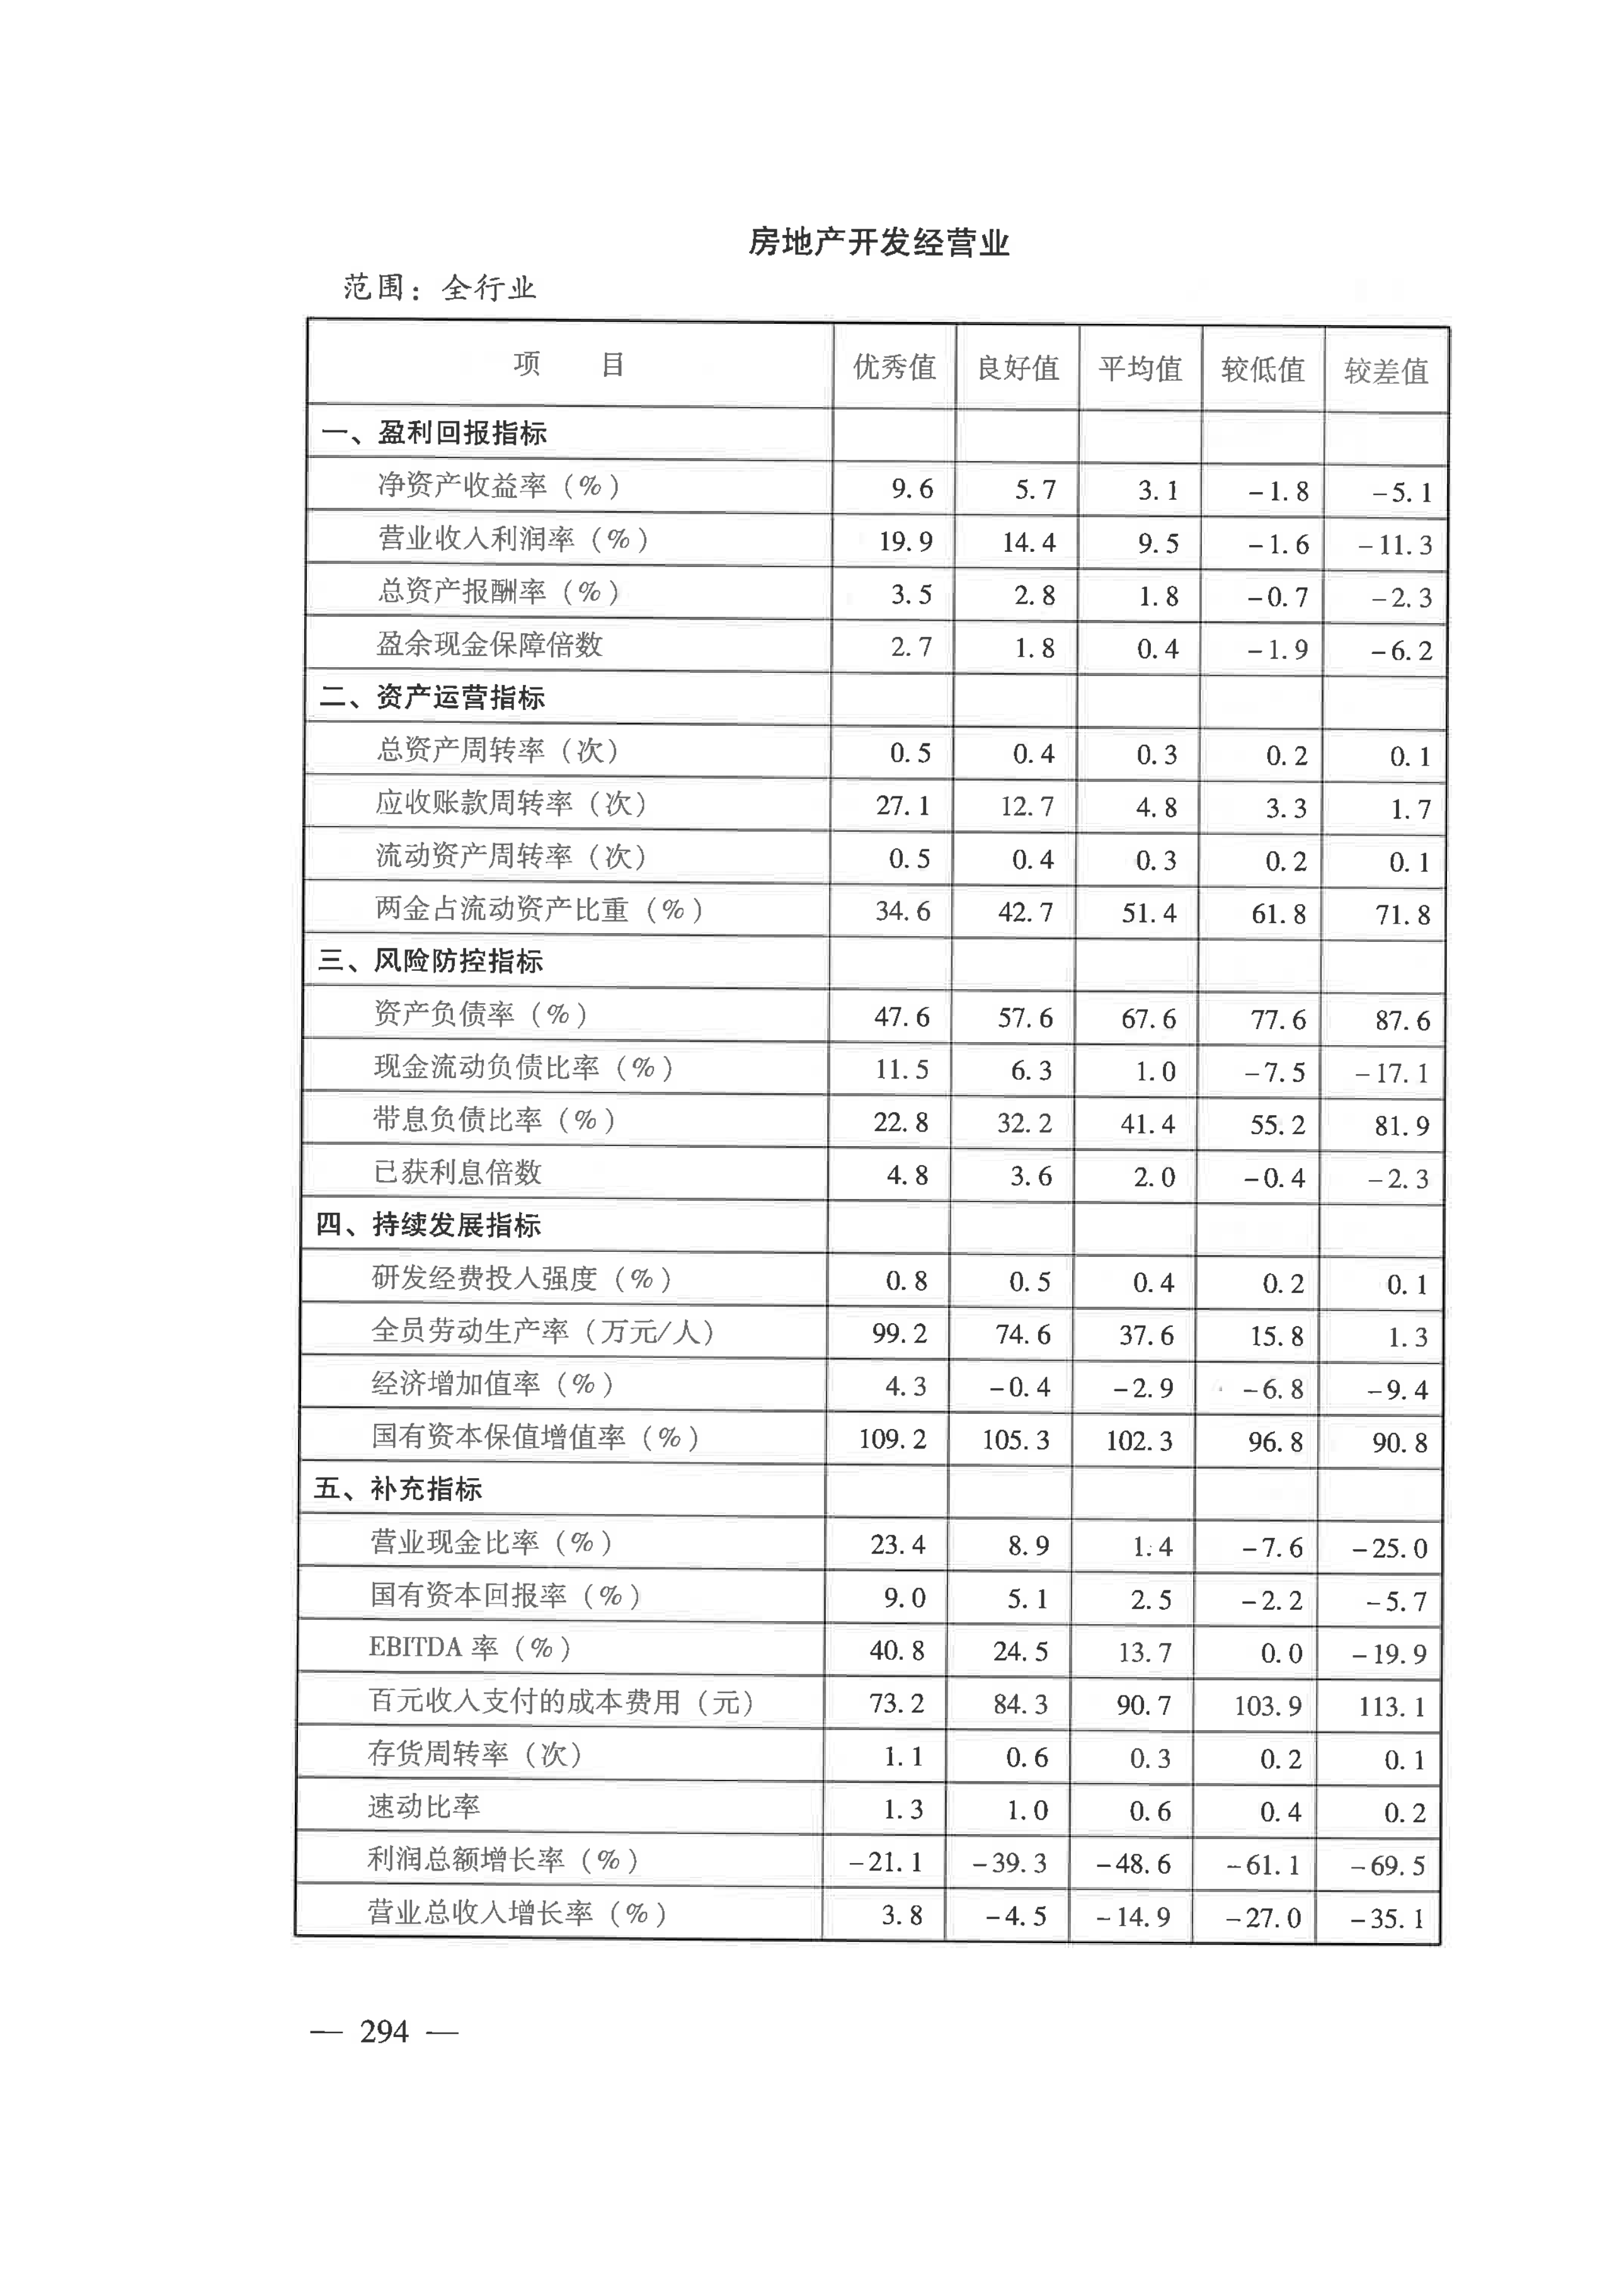 房地产开发经营业
范围：全行业
项 目 优秀值 良好值 平均值 较低值 较差值
一、盈利回报指标
净资产收益率（%） 9.6 5.7 3.1 -1.8 -5.1
营业收入利润率（%） 19.9 14.4 9.5 -1.6 -11.3
总资产报酬率（%） 3.5 2.8 1.8 -0.7 -2.3
盈余现金保障倍数 2.7 1.8 0.4 -1.9 -6.2
二、资产运营指标
总资产周转率（次） 0.5 0.4 0.3 0.2 0.1
应收账款周转率（次） 27.1 12.7 4.8 3.3 1.7
流动资产周转率（次） 0.5 0.4 0.3 0.2 0.1
两金占流动资产比重（%） 34.6 42.7 51.4 61.8 71.8
三、风险防控指标
资产负债率（%） 47.6 57.6 67.6 77.6 87.6
现金流动负债比率（%） 11.5 6.3 1.0 -7.5 -17.1
带息负债比率（%） 22.8 32.2 41.4 55.2 81.9
已获利息倍数 4.8 3.6 2.0 -0.4 -2.3
四、持续发展指标
研发经费投入强度（%） 0.8 0.5 0.4 0.2 0.1
全员劳动生产率（万元/人） 99.2 74.6 37.6 15.8 1.3
经济增加值率（%） 4.3 -0.4 -2.9 -6.8 -9.4
国有资本保值增值率（%） 109.2 105.3 102.3 96.8 90.8
五、补充指标
营业现金比率（%） 23.4 8.9 1.4 -7.6 -25.0
国有资本回报率（%） 9.0 5.1 2.5 -2.2 -5.7
EBITDA 率（%） 40.8 24.5 13.7 0.0 -19.9
百元收入支付的成本费用（元） 73.2 84.3 90.7 103.9 113.1
存货周转率（次） 1.1 0.6 0.3 0.2 0.1
速动比率 1.3 1.0 0.6 0.4 0.2
利润总额增长率（%） -21.1 -39.3 -48.6 -61.1 -69.5
营业总收入增长率（%） 3.8 -4.5 -14.9 -27.0 -35.1
— 294 —